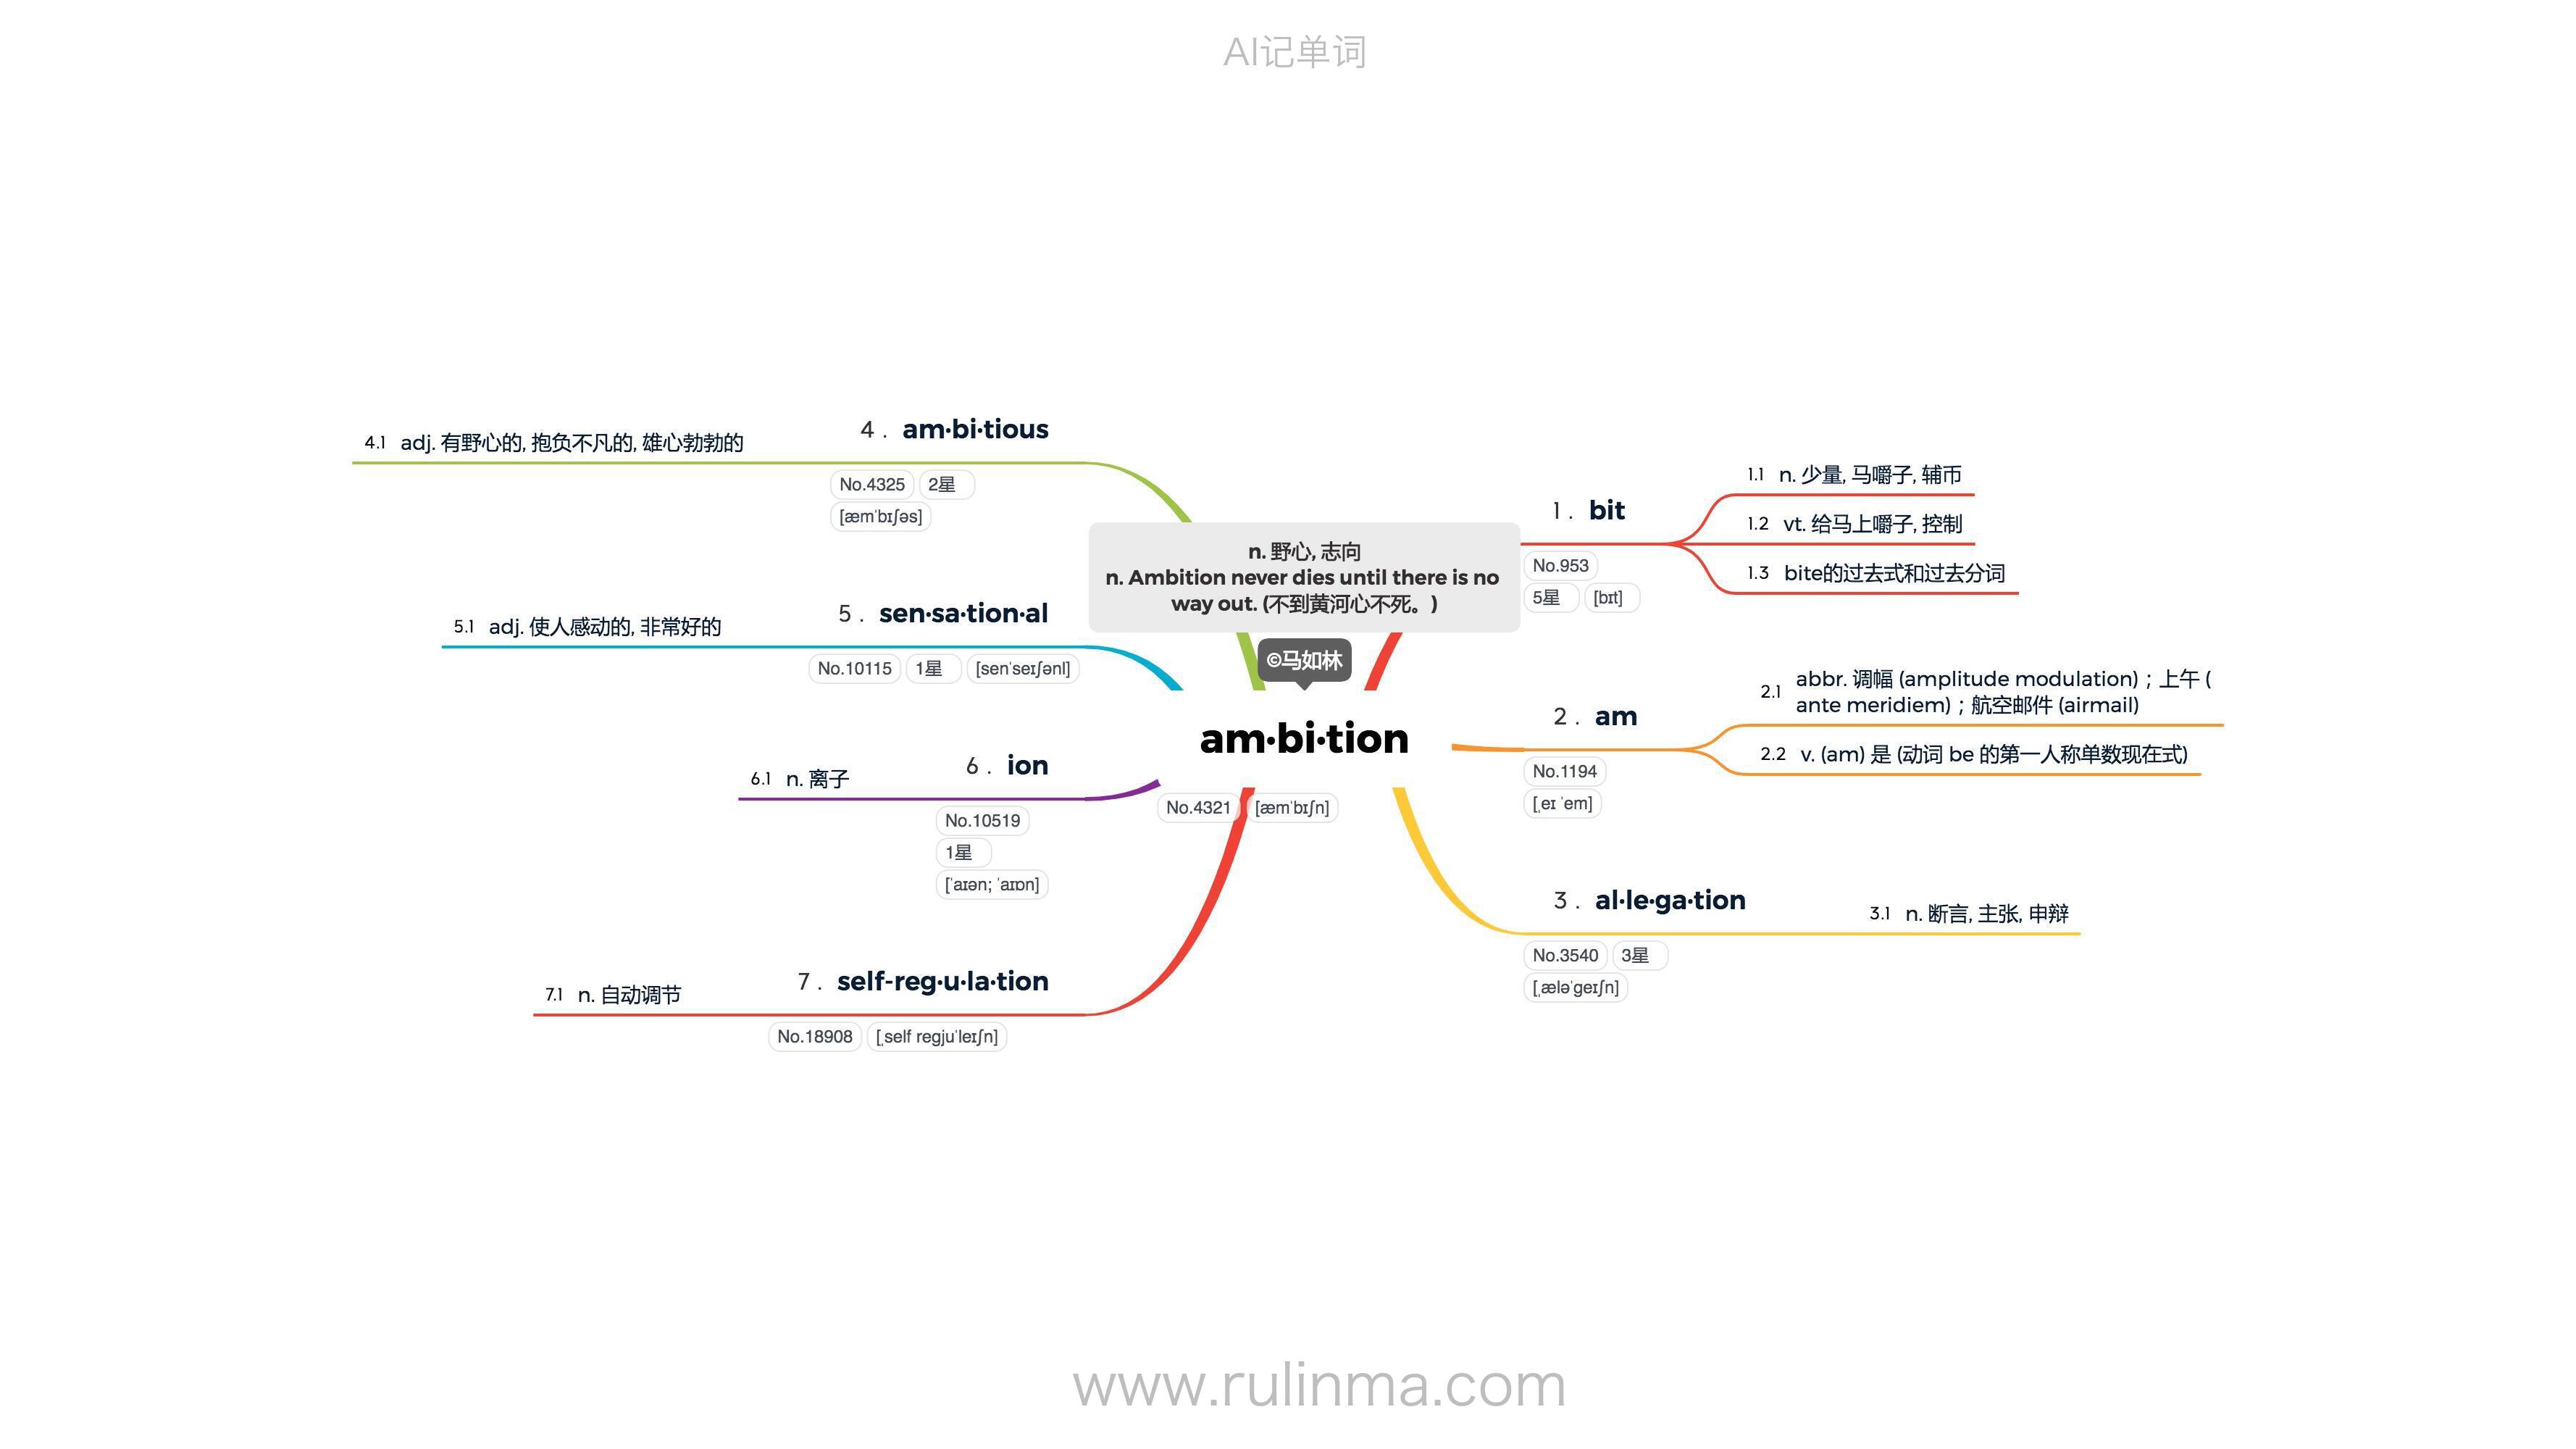 AI记单词
n. 野心, 志向
n. Ambition never dies until there is no
way out. (不到黄河心不死。)
©马如林
am·bi·tion
No.4321 [æmˈbɪʃn]
1. bit
No.953
5星 [bɪt]
1.1 n. 少量, 马嚼子, 辅币
1.2 vt. 给马上嚼子, 控制
1.3 bite的过去式和过去分词
2. am
No.1194
[ˌeɪ ˈem]
2.1 abbr. 调幅 (amplitude modulation)；上午 (
ante meridiem)；航空邮件 (airmail)
2.2 v. (am) 是 (动词 be 的第一人称单数现在式)
3. al·le·ga·tion
No.3540 3星
[ˌæləˈɡeɪʃn]
3.1 n. 断言, 主张, 申辩
4. am·bi·tious
No.4325 2星
[æmˈbɪʃəs]
4.1 adj. 有野心的, 抱负不凡的, 雄心勃勃的
5. sen·sa·tion·al
No.10115 1星 [senˈseɪʃənl]
5.1 adj. 使人感动的, 非常好的
6. ion
No.10519
1星
[ˈaɪən; ˈaɪɒn]
6.1 n. 离子
7. self-reg·u·la·tion
No.18908 [ˌself reɡjuˈleɪʃn]
7.1 n. 自动调节
www.rulinma.com